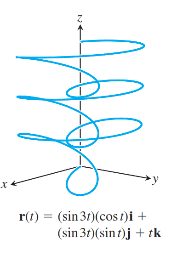 z
x
y
r(t) = (sin 3t)(cos t)i +
(sin 3t)(sin t)j + tk